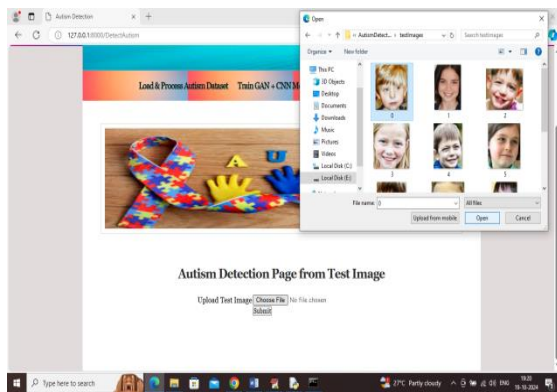 Autism Detection
127.0.0.1:8000/DetectAutism
Load & Process Autism Dataset Train GAN + CNN M
A U
Autism Detection Page from Test Image
Upload Test Image Choose File No file chosen
Submit
Open
AutismDetect... > testImages
Search testImages
Organize New folder
This PC
3D Objects
Desktop
Documents
Downloads
Music
Pictures
Videos
Local Disk (C:)
Local Disk (E:)
0 1 2
3 4 5
File name: 0 All files
Upload from mobile Open Cancel
Type here to search
27°C Partly cloudy ENG